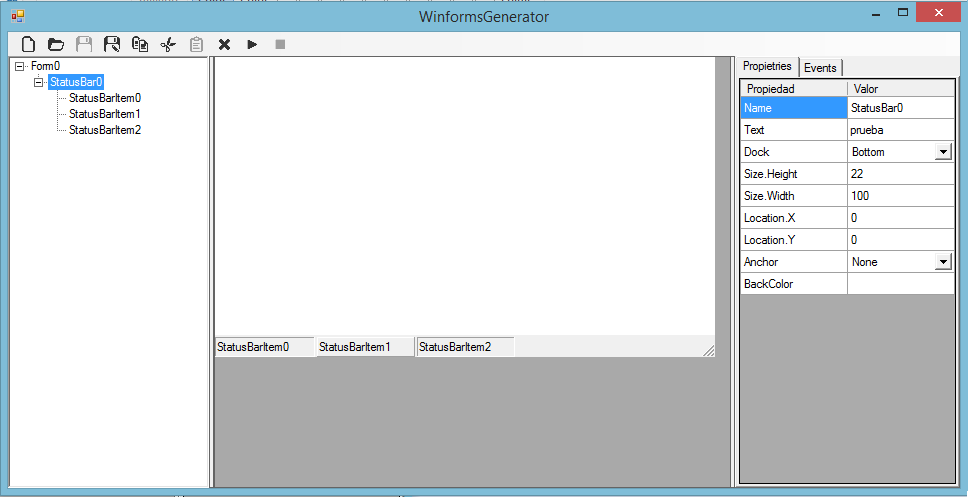 WinformsGenerator
Form0
StatusBar0
StatusBarItem0
StatusBarItem1
StatusBarItem2
StatusBarItem0 StatusBarItem1 StatusBarItem2
Propietries Events
Propiedad Valor
Name StatusBar0
Text prueba
Dock Bottom
Size.Height 22
Size.Width 100
Location.X 0
Location.Y 0
Anchor None
BackColor